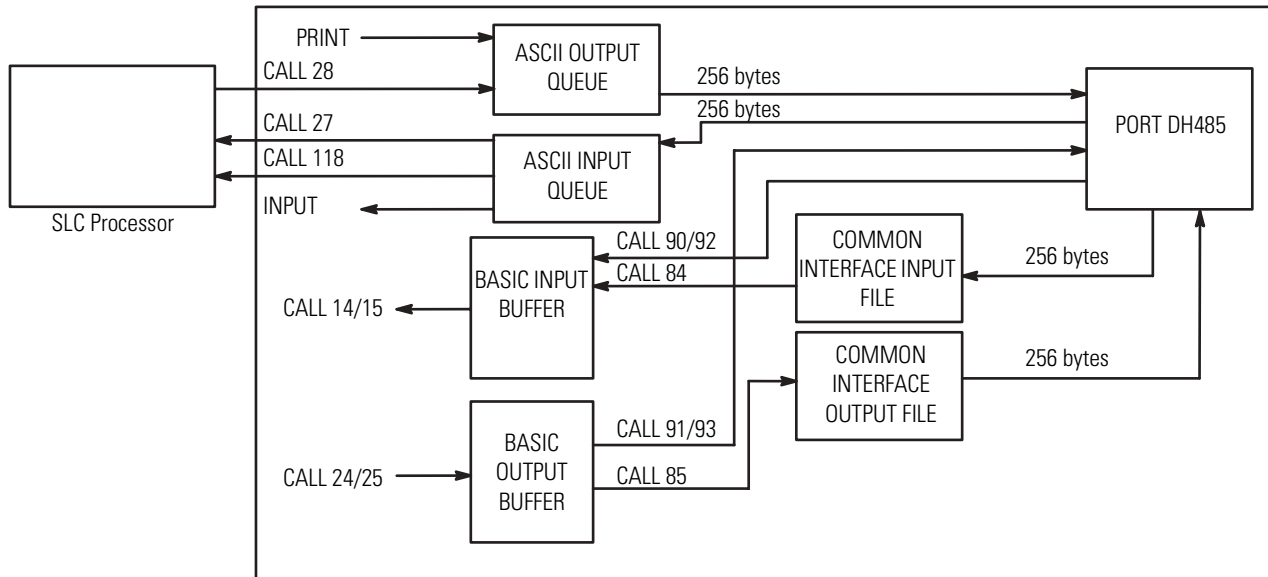 PRINT
CALL 28
ASCII OUTPUT
QUEUE
256 bytes
256 bytes
PORT DH485
CALL 27
CALL 118
INPUT
ASCII INPUT
QUEUE
SLC Processor
CALL 90/92
CALL 84
BASIC INPUT
BUFFER
CALL 14/15
COMMON
INTERFACE INPUT
FILE
256 bytes
COMMON
INTERFACE
OUTPUT FILE
256 bytes
CALL 91/93
CALL 85
BASIC
OUTPUT
BUFFER
CALL 24/25